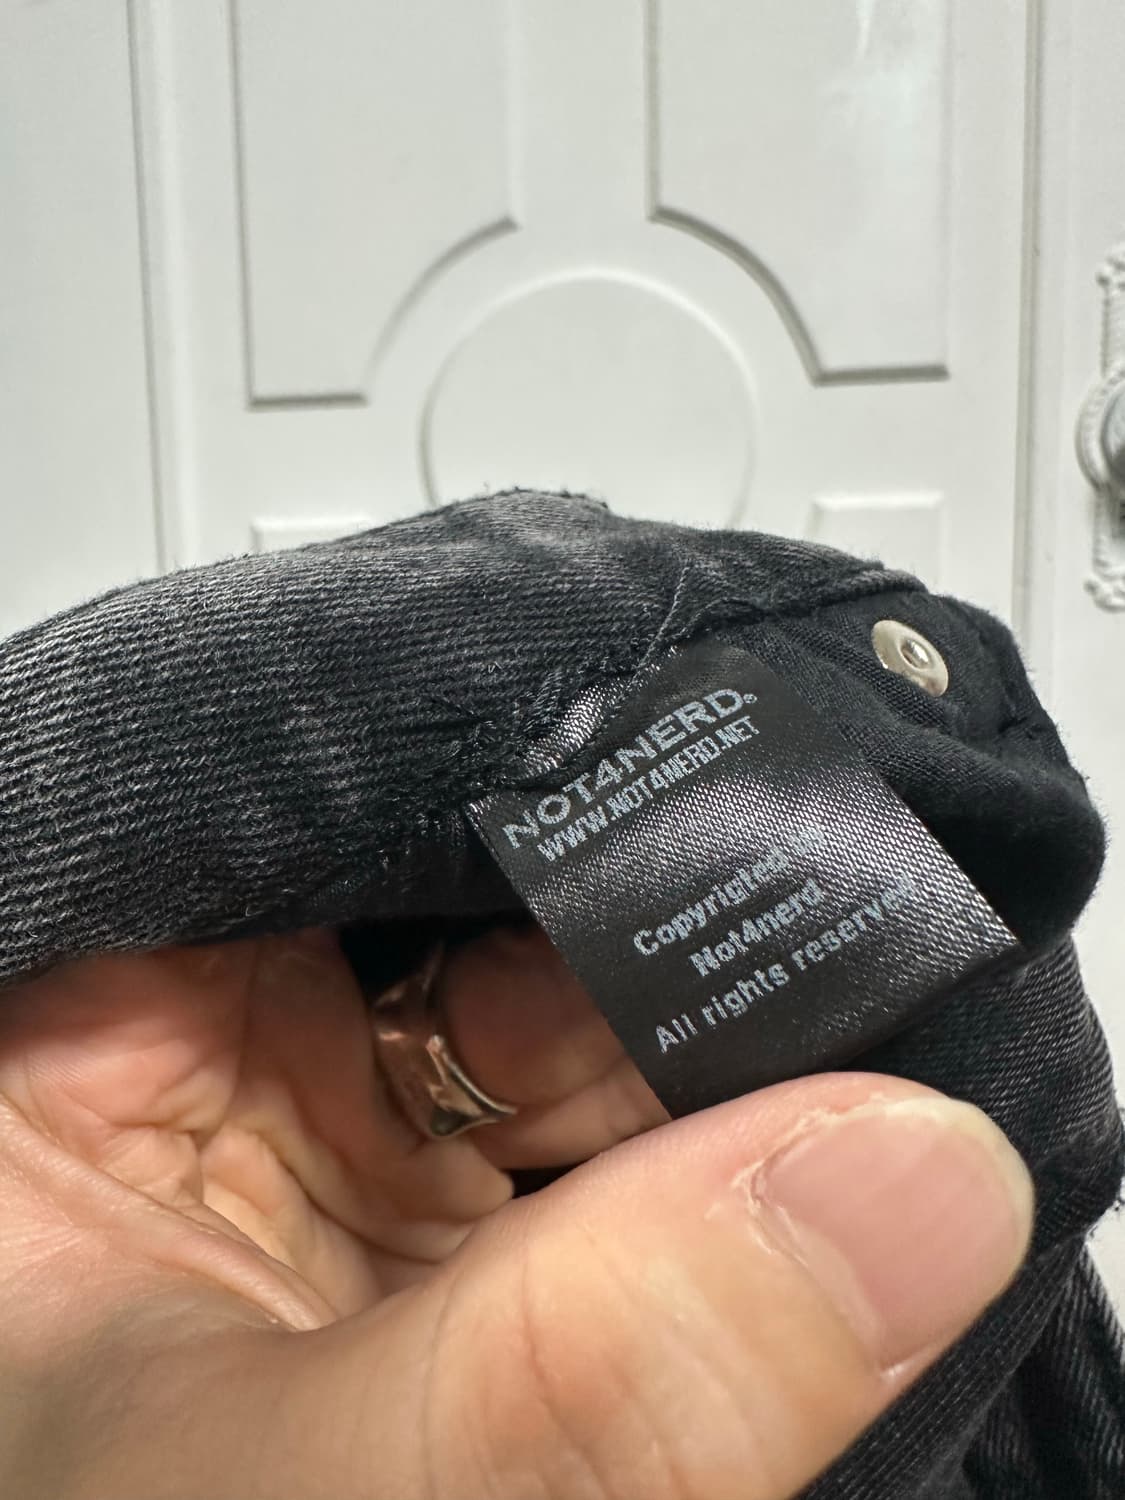 NOT4NERD®
WWW.NOT4NERD.NET
Copyrighted by
Not4nerd
All rights reserved